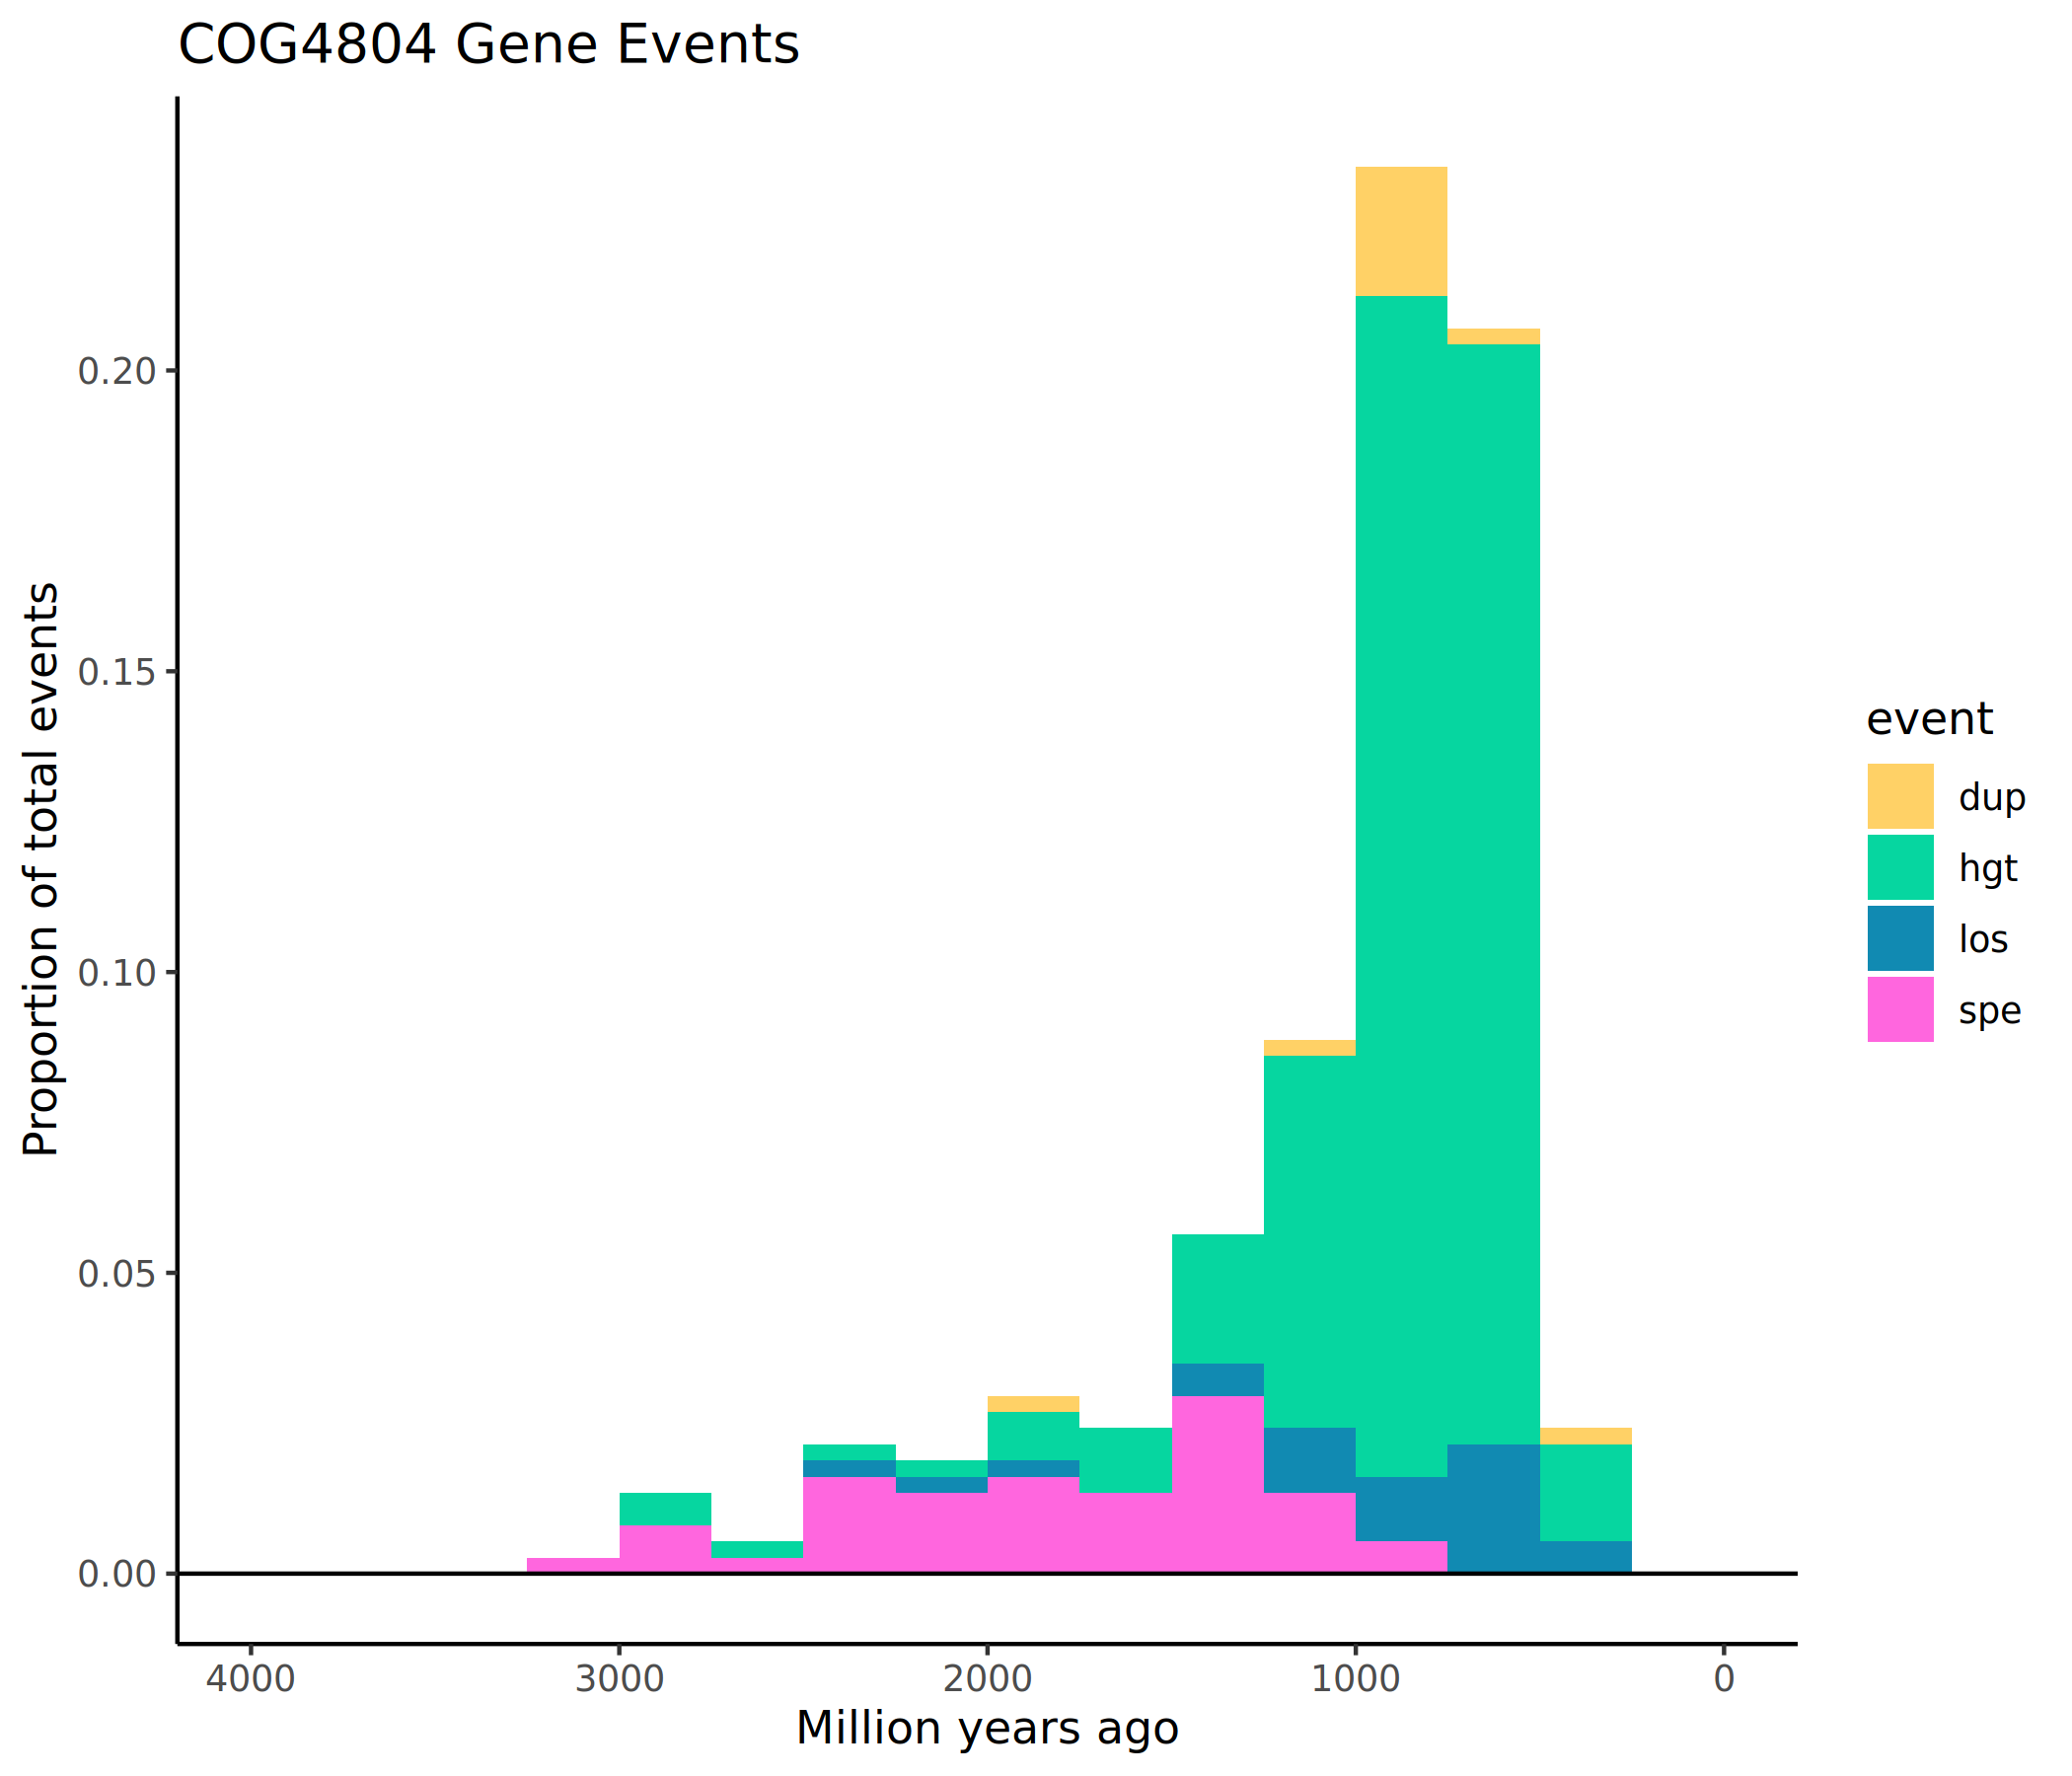 COG4804 Gene Events
Proportion of total events
0.20
0.15
0.10
0.05
0.00
4000 3000 2000 1000 0
Million years ago
event
dup
hgt
los
spe